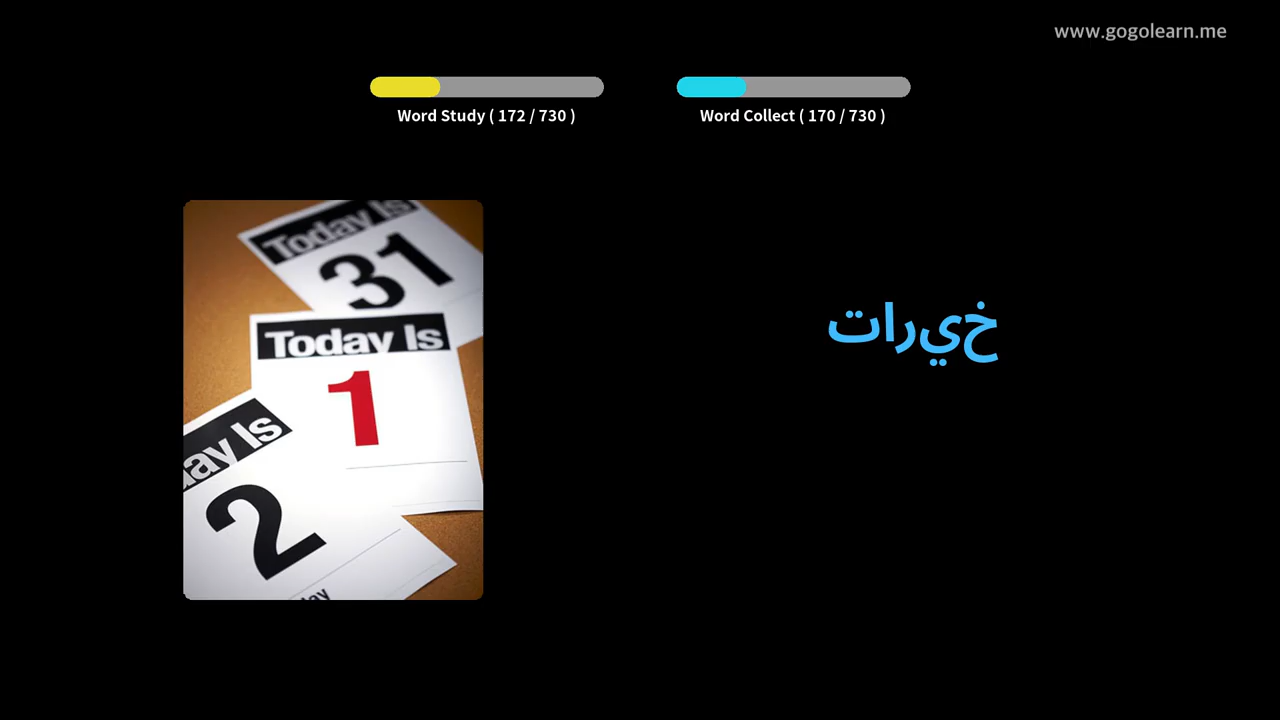 www.gogolearn.me
Word Study ( 172 / 730 )
Word Collect ( 170 / 730 )
Today Is
31
Today Is
1
ay Is
2
ay
خيرات